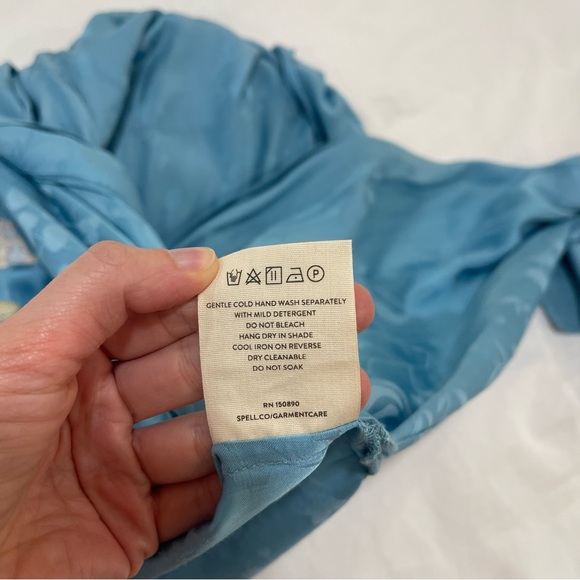 GENTLE COLD HAND WASH SEPARATELY
WITH MILD DETERGENT
DO NOT BLEACH
HANG DRY IN SHADE
COOL IRON ON REVERSE
DRY CLEANABLE
DO NOT SOAK
RN 150890
SPELL.CO/GARMENTCARE